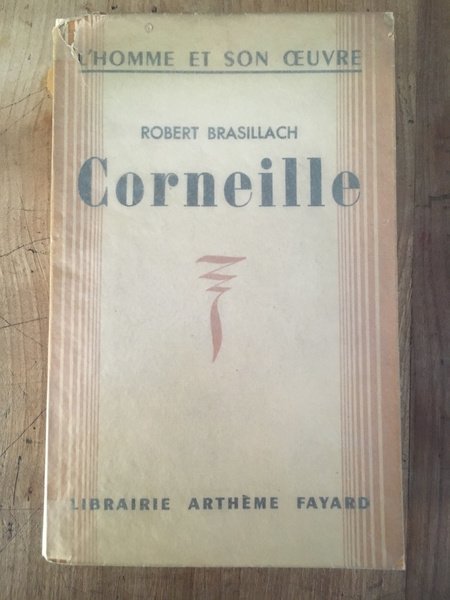 L'HOMME ET SON ŒUVRE
ROBERT BRASILLACH
Corneille
LIBRAIRIE ARTHÈME FAYARD